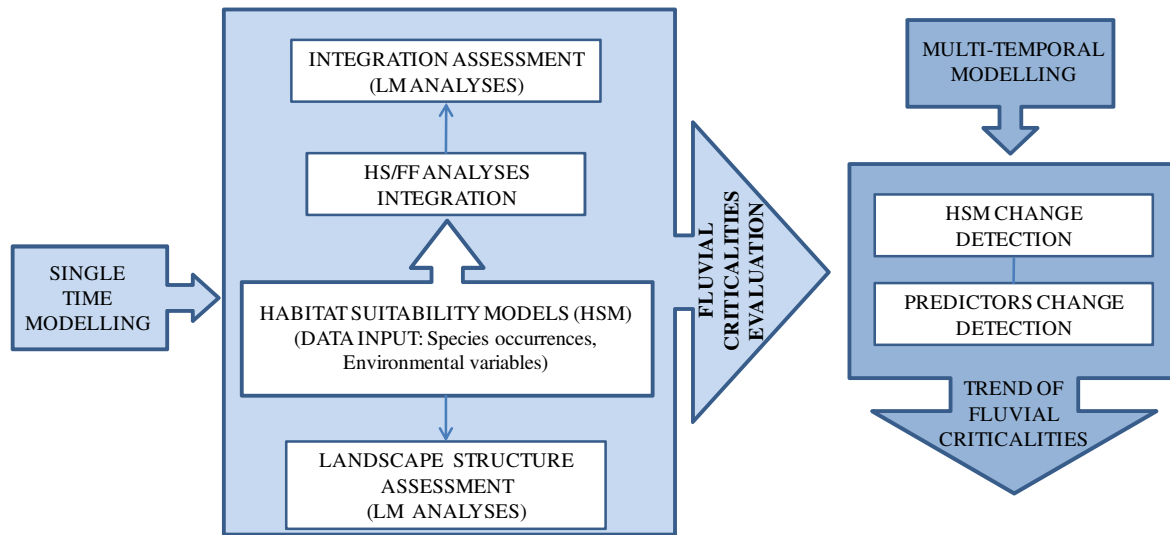 SINGLE
TIME
MODELLING
INTEGRATION ASSESSMENT
(LM ANALYSES)
HS/FF ANALYSES
INTEGRATION
HABITAT SUITABILITY MODELS (HSM)
(DATA INPUT: Species occurrences,
Environmental variables)
LANDSCAPE STRUCTURE
ASSESSMENT
(LM ANALYSES)
FLUVIAL
CRITICALITIES
EVALUATION
MULTI-TEMPORAL
MODELLING
HSM CHANGE
DETECTION
PREDICTORS CHANGE
DETECTION
TREND OF
FLUVIAL
CRITICALITIES